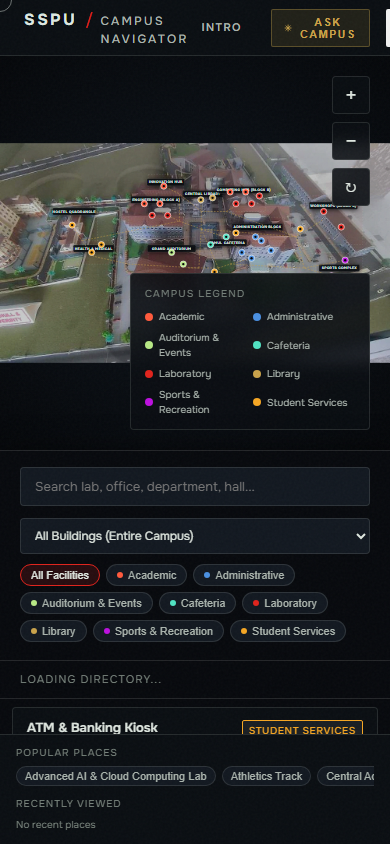 SSPU / CAMPUS NAVIGATOR
INTRO
✴ ASK CAMPUS
+
−
↻
INNOVATION HUB
ENGINEERING (BLOCK A)
HOSTEL QUADRANGLE
ADMINISTRATION BLOCK
HEALTH & MEDICAL
GRAND AUDITORIUM
SPORTS COMPLEX
CAMPUS LEGEND
Academic
Administrative
Auditorium &
Events
Cafeteria
Laboratory
Library
Sports &
Recreation
Student Services
Search lab, office, department, hall...
All Buildings (Entire Campus)
All Facilities
Academic
Administrative
Auditorium & Events
Cafeteria
Laboratory
Library
Sports & Recreation
Student Services
LOADING DIRECTORY...
ATM & Banking Kiosk
STUDENT SERVICES
POPULAR PLACES
Advanced AI & Cloud Computing Lab
Athletics Track
Central Ac
RECENTLY VIEWED
No recent places